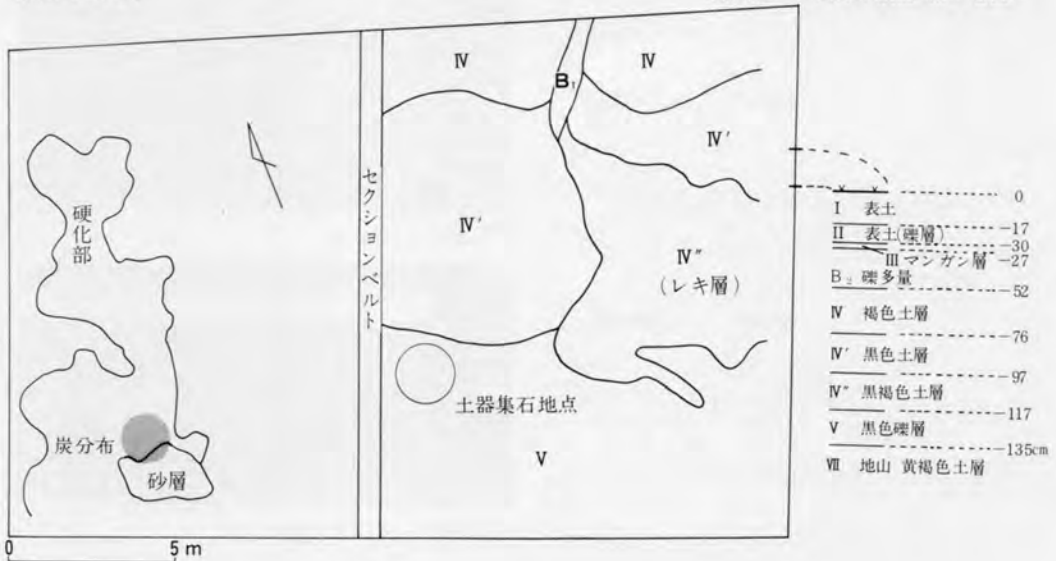 Ⅳ
Ⅳ
B₁
Ⅳ′
セクションベルト
硬化部
Ⅳ′
Ⅳ″
(レキ層)
土器集石地点
炭分布
砂層
Ⅴ
0
5 m
0
Ⅰ 表土
-17
Ⅱ 表土(礫層)
-30
Ⅲ マンガン層
-27
B₂ 礫多量
-52
Ⅳ 褐色土層
-76
Ⅳ′ 黒色土層
-97
Ⅳ″ 黒褐色土層
-117
Ⅴ 黒色礫層
-135cm
Ⅶ 地山 黄褐色土層